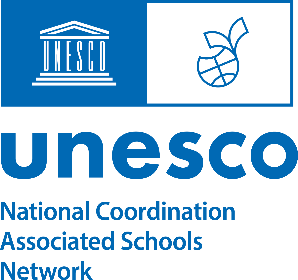 UNESCO
unesco
National Coordination
Associated Schools
Network